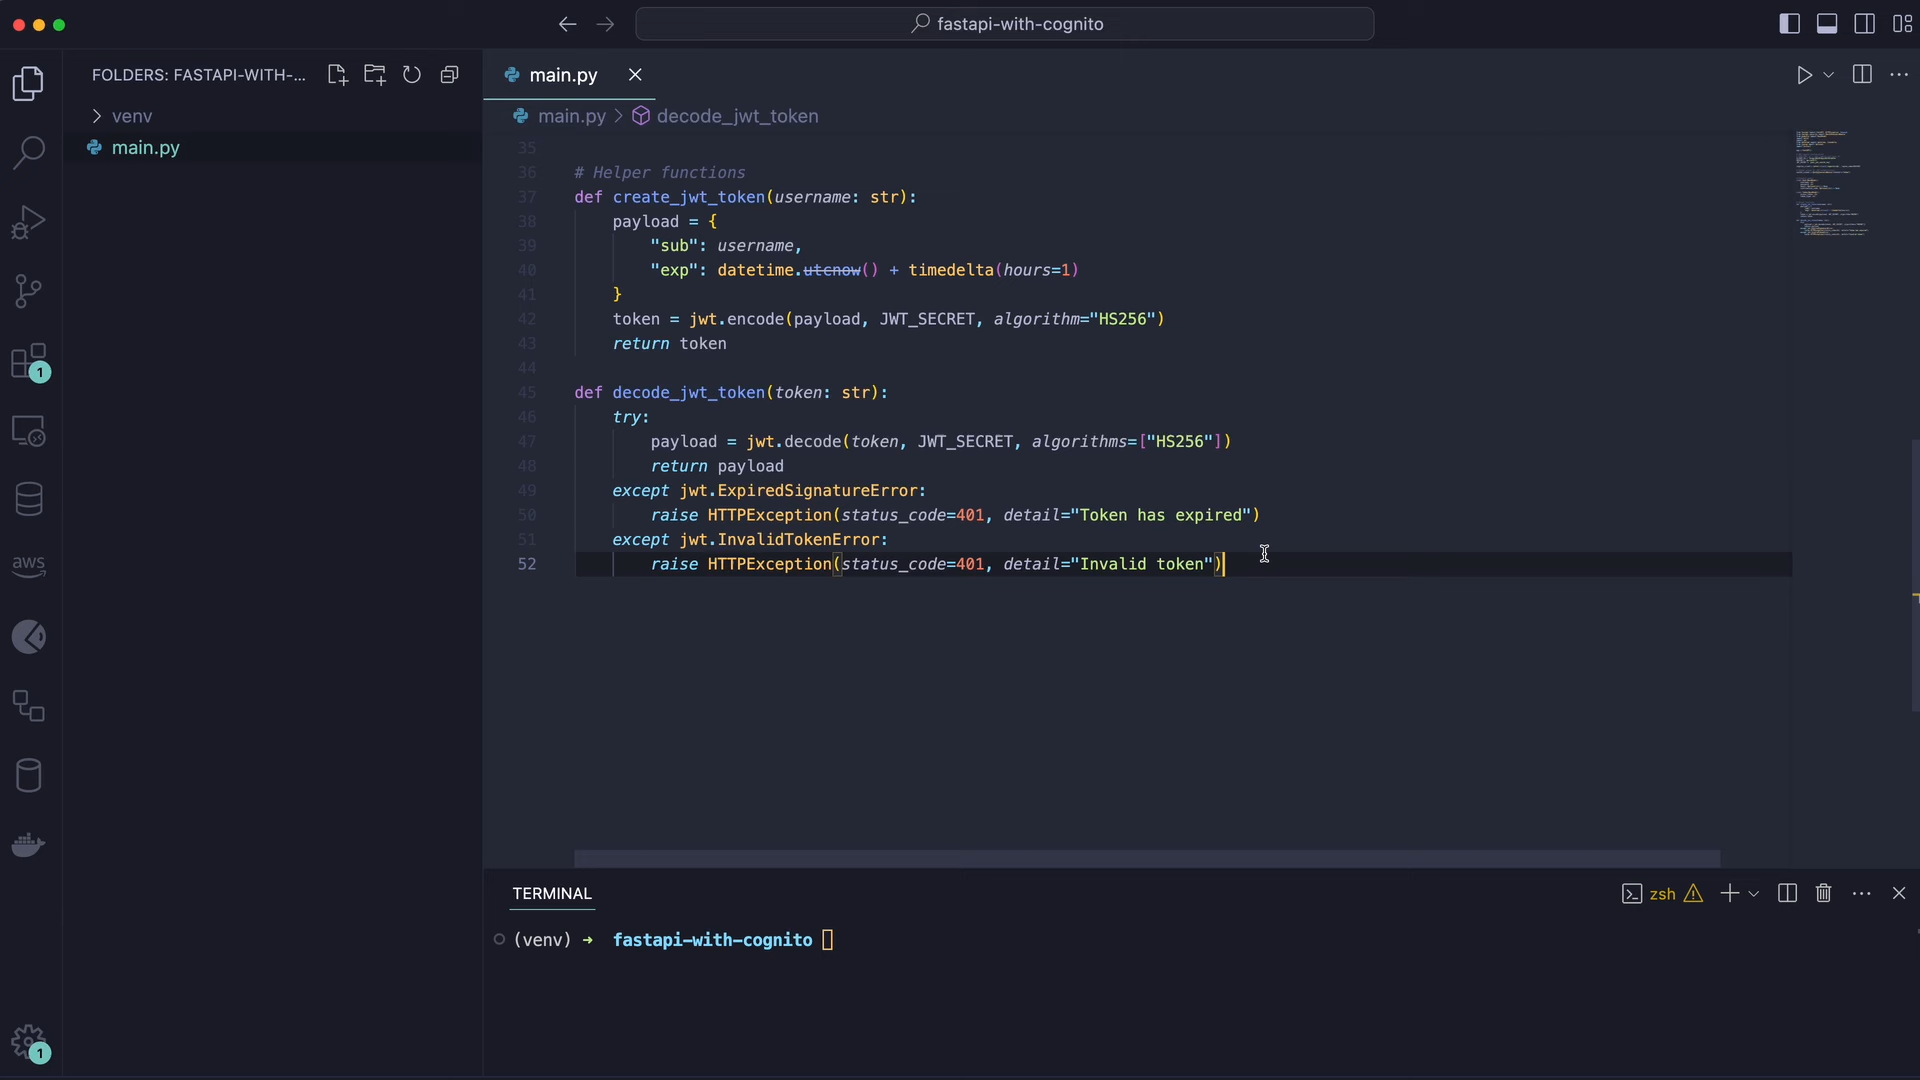 fastapi-with-cognito
FOLDERS: FASTAPI-WITH-...
venv
main.py
main.py
main.py > decode_jwt_token
35
36 # Helper functions
37 def create_jwt_token(username: str):
38 payload = {
39 "sub": username,
40 "exp": datetime.utcnow() + timedelta(hours=1)
41 }
42 token = jwt.encode(payload, JWT_SECRET, algorithm="HS256")
43 return token
44
45 def decode_jwt_token(token: str):
46 try:
47 payload = jwt.decode(token, JWT_SECRET, algorithms=["HS256"])
48 return payload
49 except jwt.ExpiredSignatureError:
50 raise HTTPException(status_code=401, detail="Token has expired")
51 except jwt.InvalidTokenError:
52 raise HTTPException(status_code=401, detail="Invalid token")
1
aws
1
TERMINAL
zsh
(venv) → fastapi-with-cognito